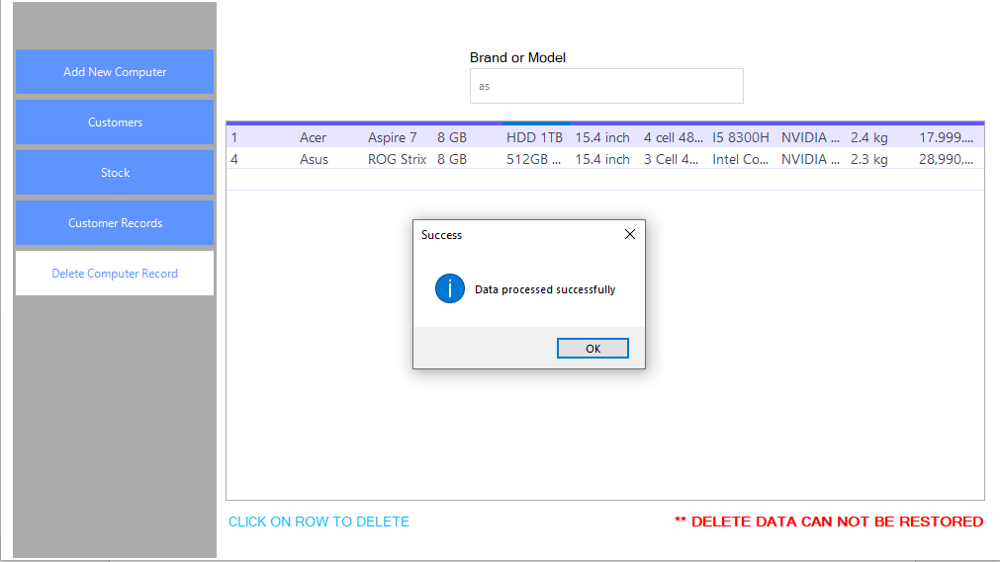 Add New Computer
Customers
Stock
Customer Records
Delete Computer Record
Brand or Model
as
1 Acer Aspire 7 8 GB HDD 1TB 15.4 inch 4 cell 48... I5 8300H NVIDIA ... 2.4 kg 17.999....
4 Asus ROG Strix 8 GB 512GB ... 15.4 inch 3 Cell 4... Intel Co... NVIDIA ... 2.3 kg 28,990,...
Success
Data processed successfully
OK
CLICK ON ROW TO DELETE
** DELETE DATA CAN NOT BE RESTORED